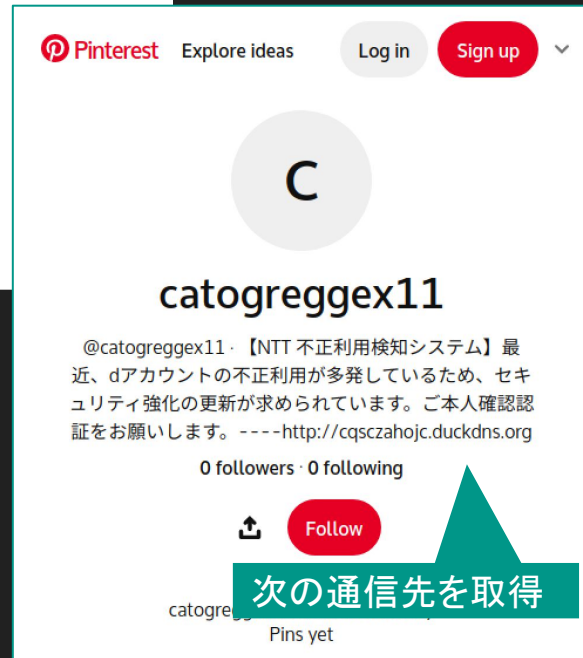 Pinterest Explore ideas Log in Sign up
C
catogreggex11
@catogreggex11 · 【NTT 不正利用検知システム】最
近、dアカウントの不正利用が多発しているため、セキ
ュリティ強化の更新が求められています。ご本人確認認
証をお願いします。----http://cqsczahojc.duckdns.org
0 followers · 0 following
Follow
次の通信先を取得
Pins yet